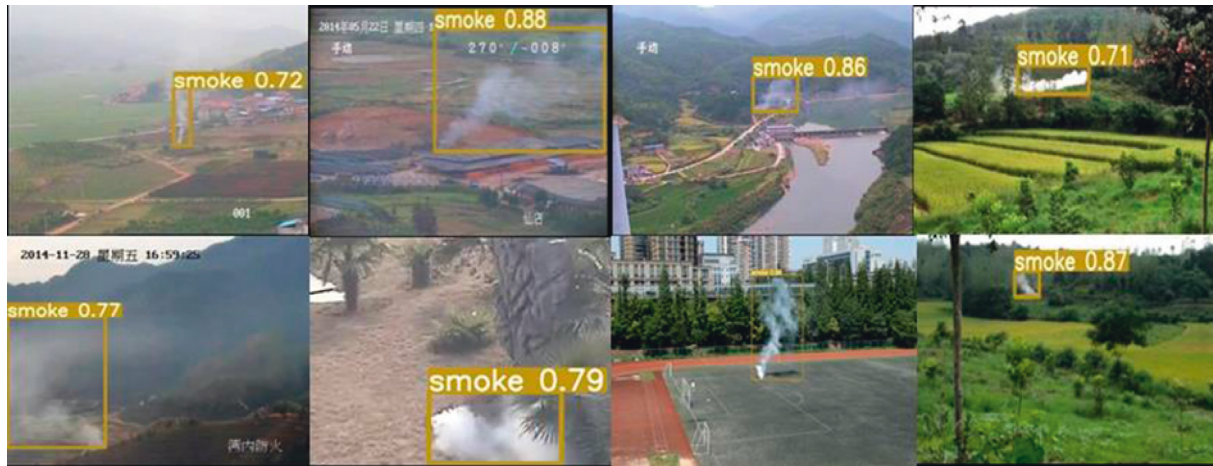 smoke 0.72
001
2014年05月22日 星期四
smoke 0.88
手动
270° /-008°
手动
smoke 0.86
smoke 0.71
2014-11-28 星期五 16:59:25
smoke 0.77
smoke 0.79
smoke
smoke 0.87